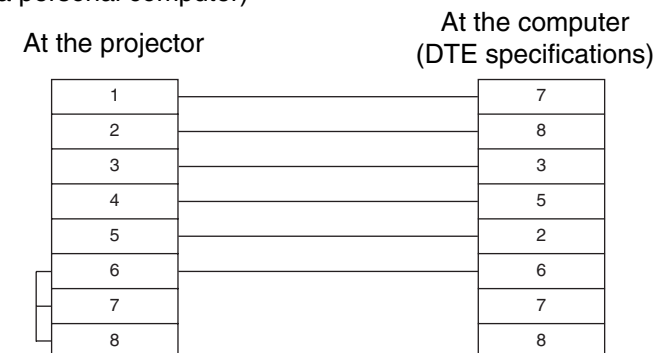 a personal computer)
At the projector
At the computer
(DTE specifications)
1 7
2 8
3 3
4 5
5 2
6 6
7 7
8 8